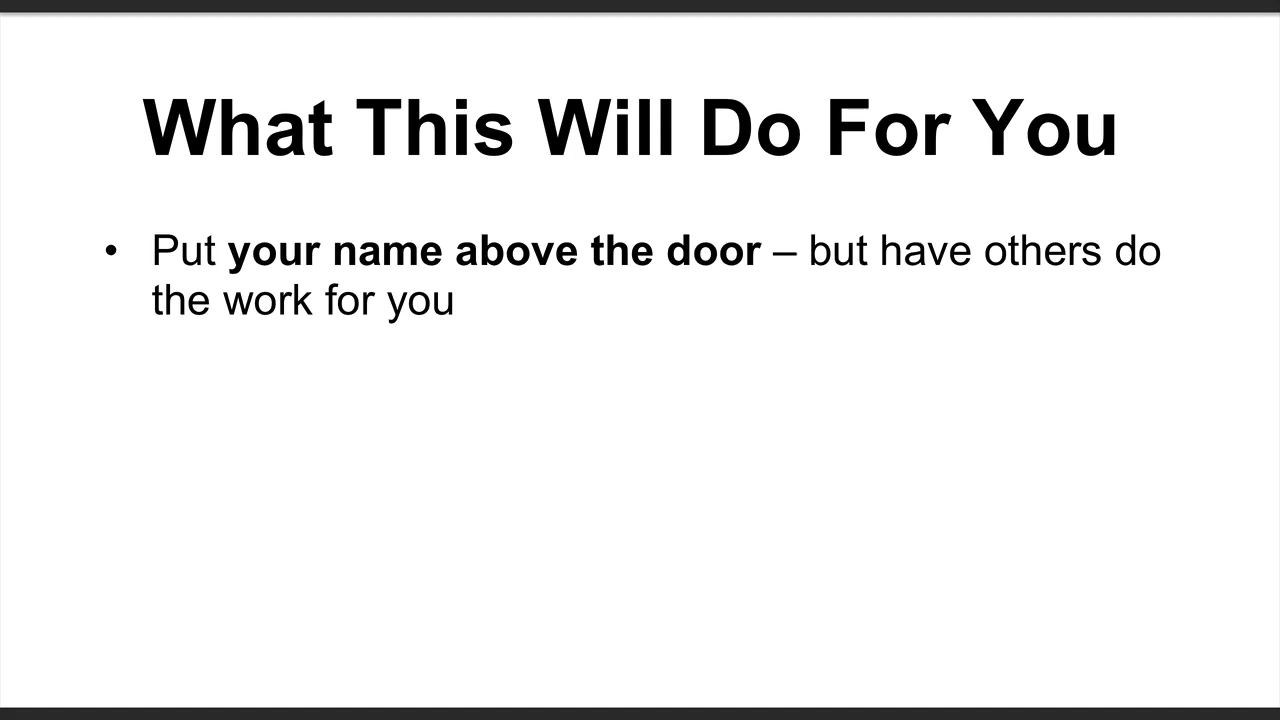 What This Will Do For You
• Put your name above the door – but have others do
the work for you